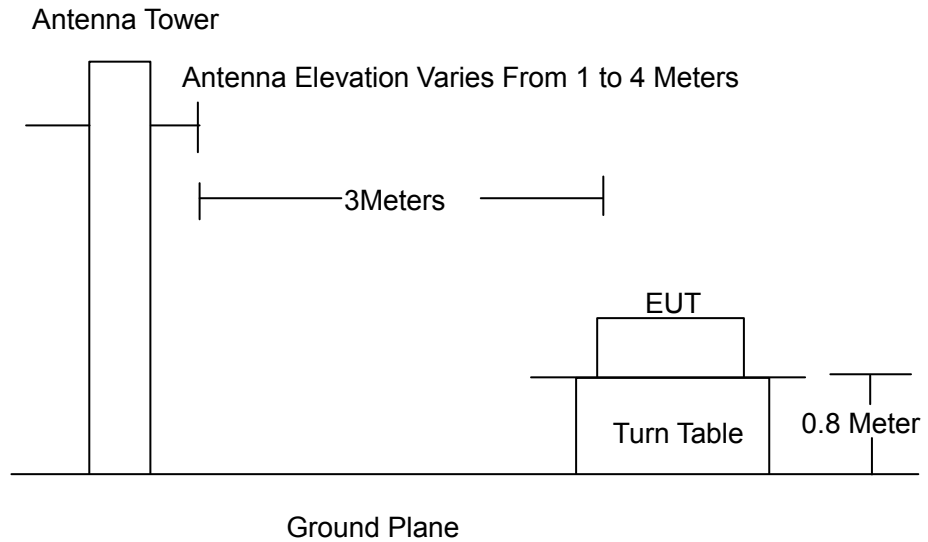 Antenna Tower
Antenna Elevation Varies From 1 to 4 Meters
3Meters
EUT
Turn Table
0.8 Meter
Ground Plane